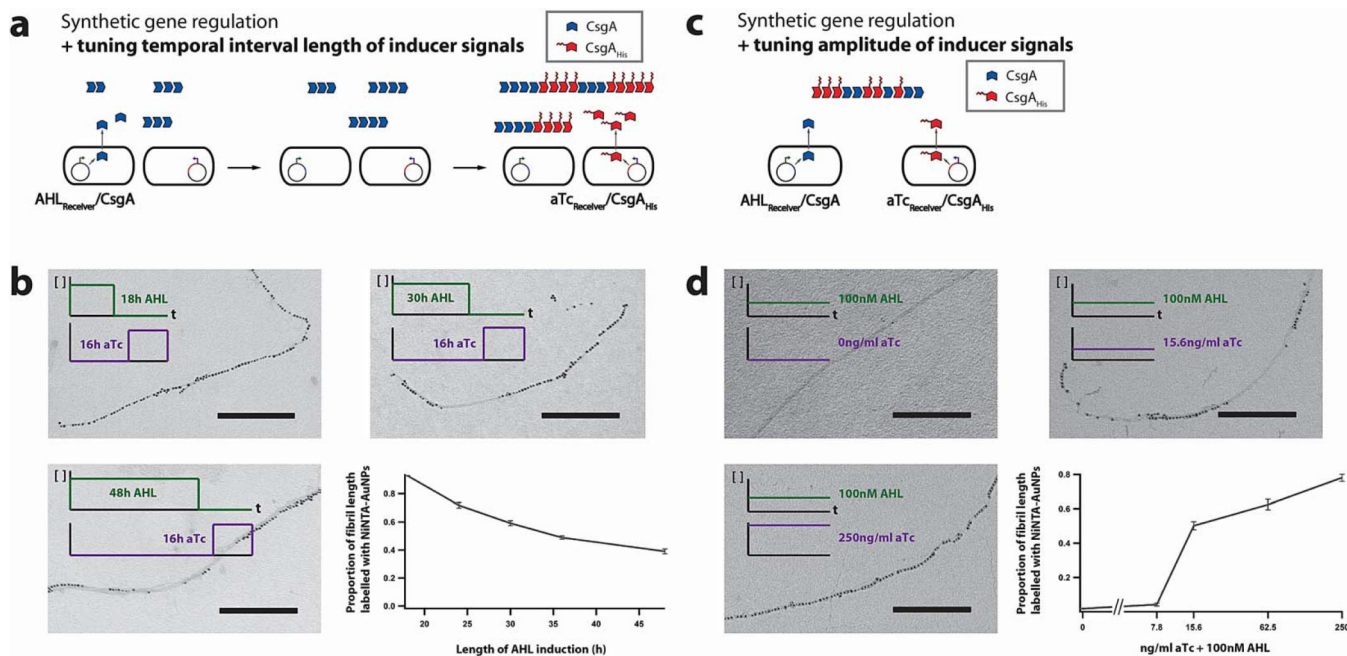 a
Synthetic gene regulation
+ tuning temporal interval length of inducer signals
CsgA
CsgAHis
AHLReceiver/CsgA
aTcReceiver/CsgAHis
c
Synthetic gene regulation
+ tuning amplitude of inducer signals
CsgA
CsgAHis
AHLReceiver/CsgA
aTcReceiver/CsgAHis
b
[ ]
18h AHL
t
16h aTc
[ ]
30h AHL
t
16h aTc
[ ]
48h AHL
t
16h aTc
Proportion of fibril length
labelled with NiNTA-AuNPs
0.8
0.6
0.4
0.2
0.0
20 25 30 35 40 45
Length of AHL induction (h)
d
[ ]
100nM AHL
t
0ng/ml aTc
[ ]
100nM AHL
t
15.6ng/ml aTc
[ ]
100nM AHL
t
250ng/ml aTc
Proportion of fibril length
labelled with NiNTA-AuNPs
0.8
0.6
0.4
0.2
0 7.8 15.6 62.5 250
ng/ml aTc + 100nM AHL